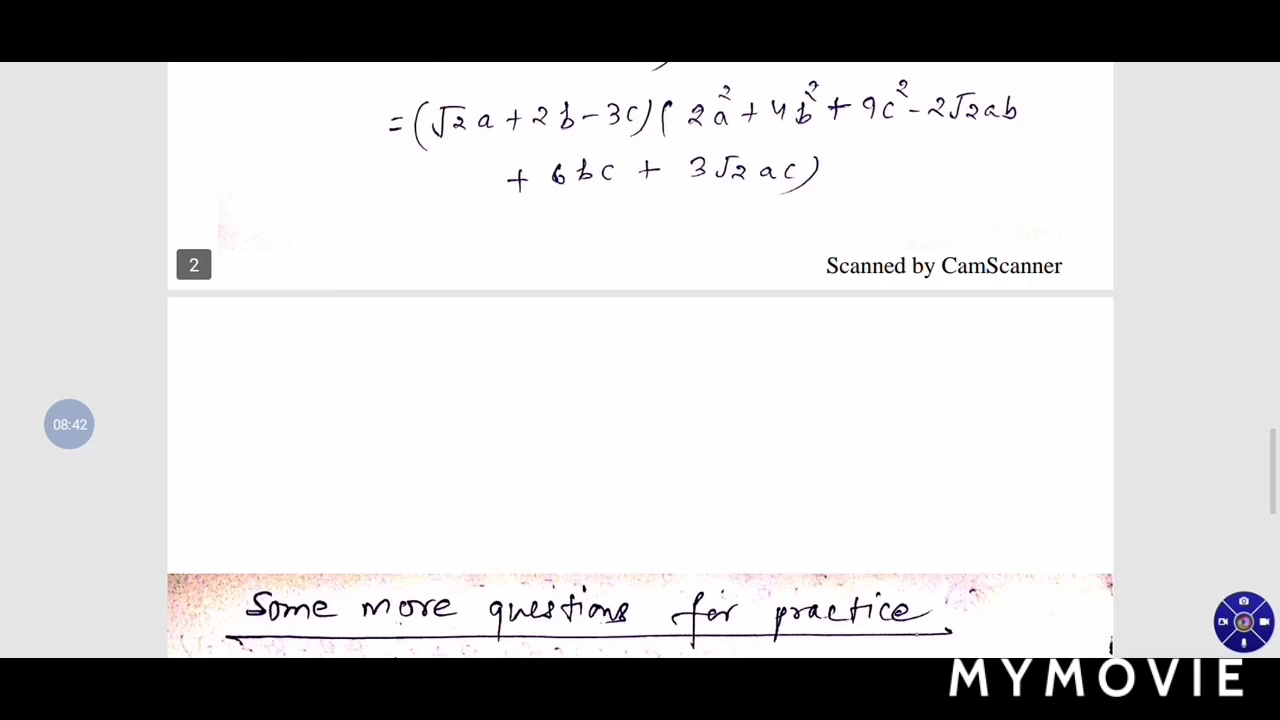 = (√2 a + 2b - 3c) ( 2a² + 4b² + 9c² - 2√2ab
+ 6bc + 3√2 ac)
2
Scanned by CamScanner
08:42
Some more questions for practice
MYMOVIE